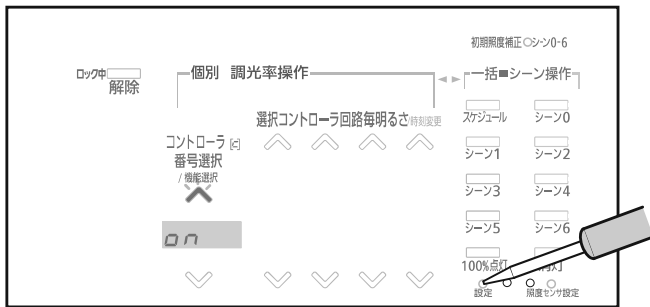 初期照度補正○シーン0-6
ロック中
解除
個別 調光率操作
◄ ►
一括■シーン操作
選択コントローラ回路毎明るさ/時刻変更
コントローラ [C]
番号選択
/機能選択
on
スケジュール シーン0
シーン1 シーン2
シーン3 シーン4
シーン5 シーン6
100%点灯
設定 照度センサ設定